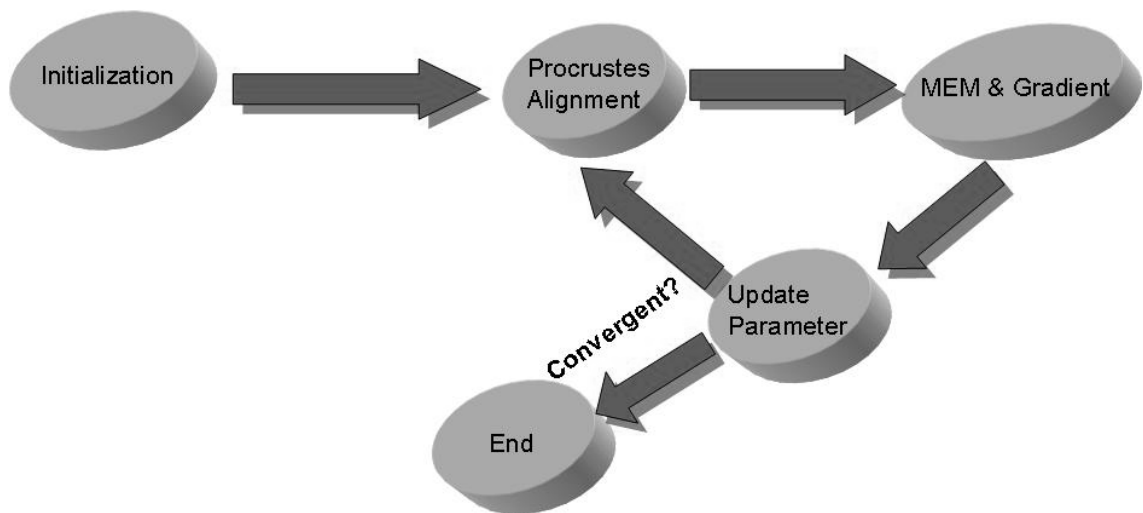 Initialization
Procrustes
Alignment
MEM & Gradient
Update
Parameter
Convergent?
End